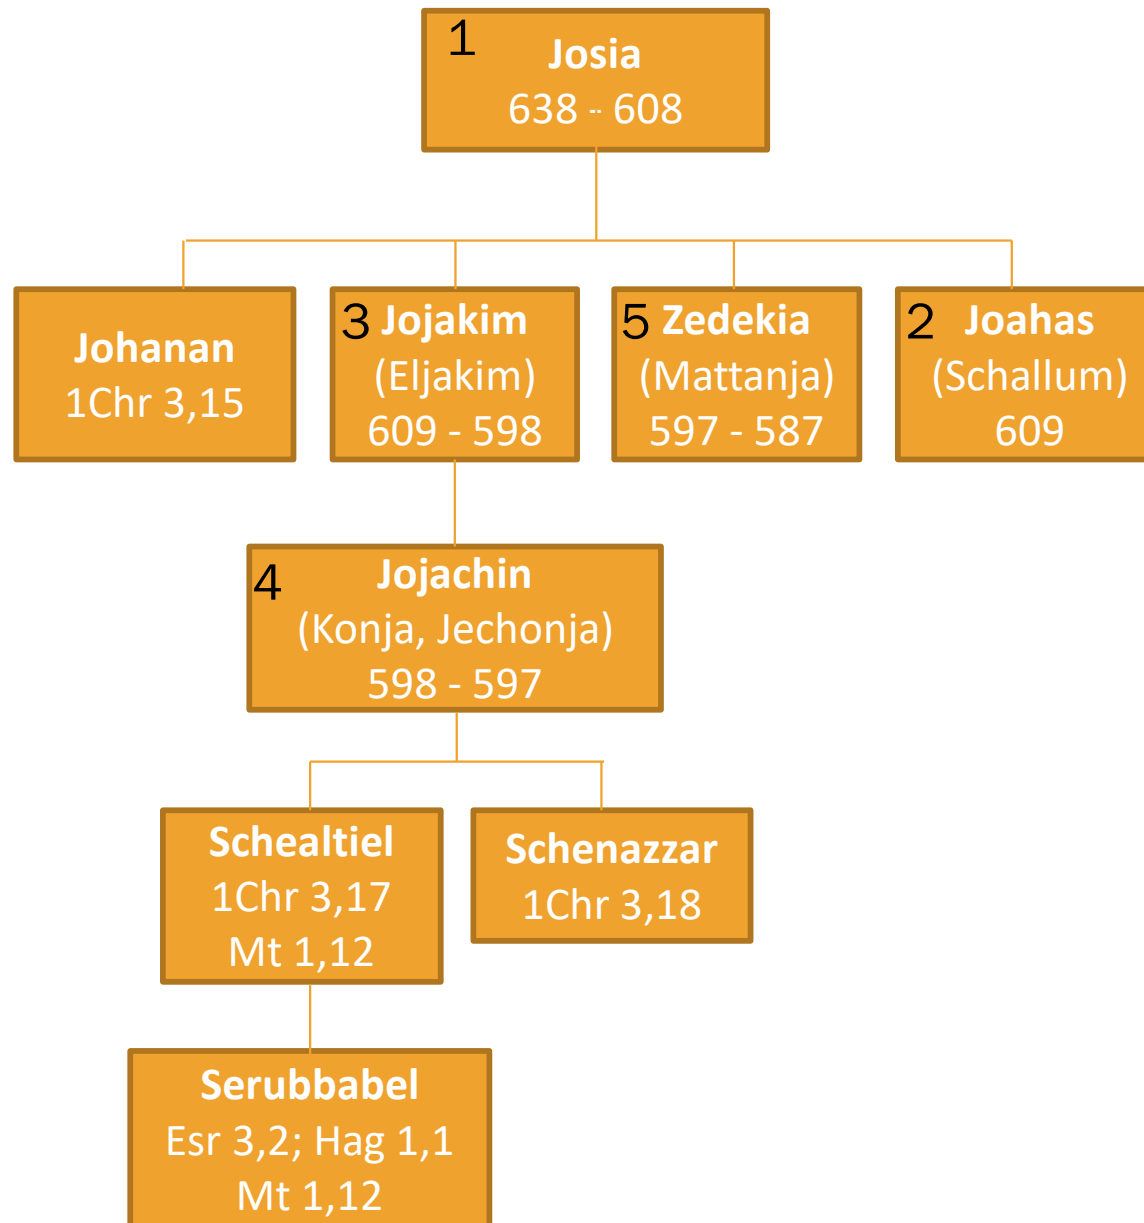 1
Josia
638 -- 608
Johanan
1Chr 3,15
3 Jojakim
(Eljakim)
609 - 598
5 Zedekia
(Mattanja)
597 - 587
2 Joahas
(Schallum)
609
4
Jojachin
(Konja, Jechonja)
598 - 597
Schealtiel
1Chr 3,17
Mt 1,12
Schenazzar
1Chr 3,18
Serubbabel
Esr 3,2; Hag 1,1
Mt 1,12